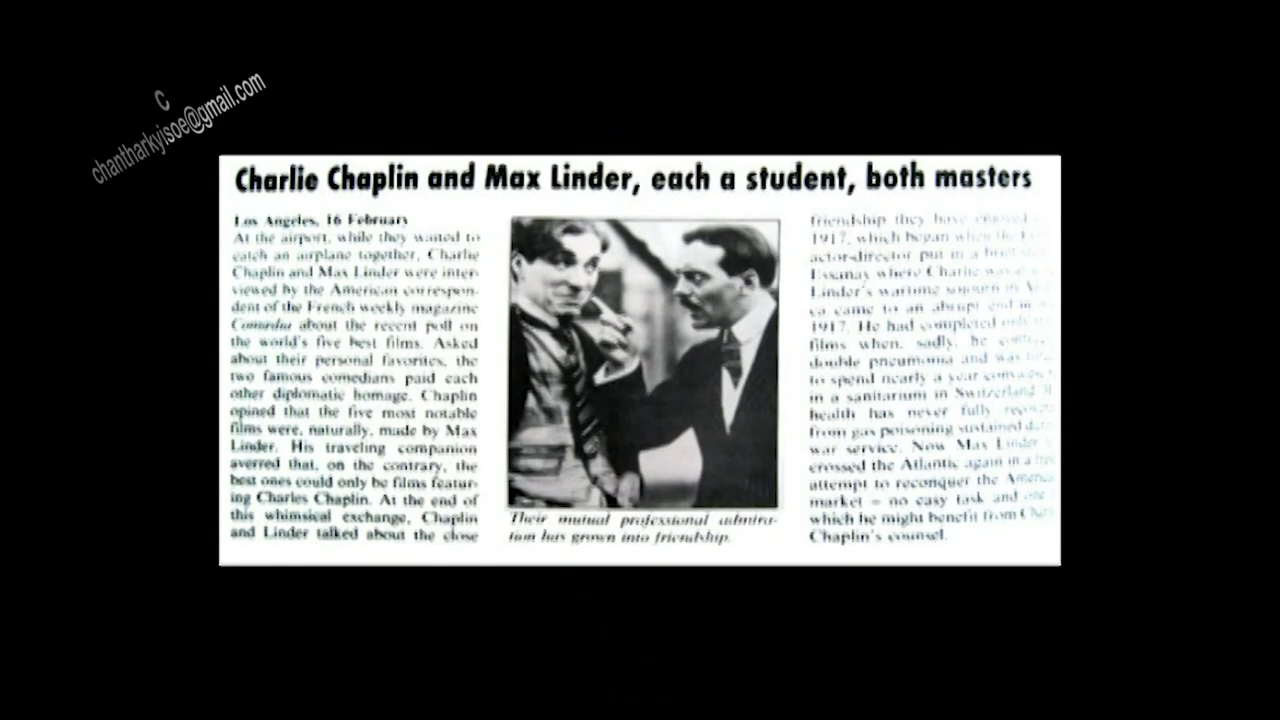 C
chantharkyisoe@gmail.com
Charlie Chaplin and Max Linder, each a student, both masters
Los Angeles, 16 February
At the airport, while they waited to
catch an airplane together, Charlie
Chaplin and Max Linder were inter-
viewed by the American correspon-
dent of the French weekly magazine
Comœdia about the recent poll on
the world's five best films. Asked
about their personal favorites, the
two famous comedians paid each
other diplomatic homage. Chaplin
opined that the five most notable
films were, naturally, made by Max
Linder. His traveling companion
averred that, on the contrary, the
best ones could only be films featur-
ing Charles Chaplin. At the end of
this whimsical exchange, Chaplin
and Linder talked about the close
Their mutual professional admira-
tion has grown into friendship.
friendship they have enjoyed
1917, which began when the
actor-director put in a brief
Essanay where Charlie was
Linder's wartime sojourn in
ca came to an abrupt end in
1917. He had completed only
films when, sadly, he
double pneumonia and was
to spend nearly a year
in a sanitarium in Switzerland
health has never fully
from gas poisoning sustained
war service. Now Max Linder
crossed the Atlantic again in a
attempt to reconquer the
market – no easy task and one
which he might benefit from
Chaplin's counsel.